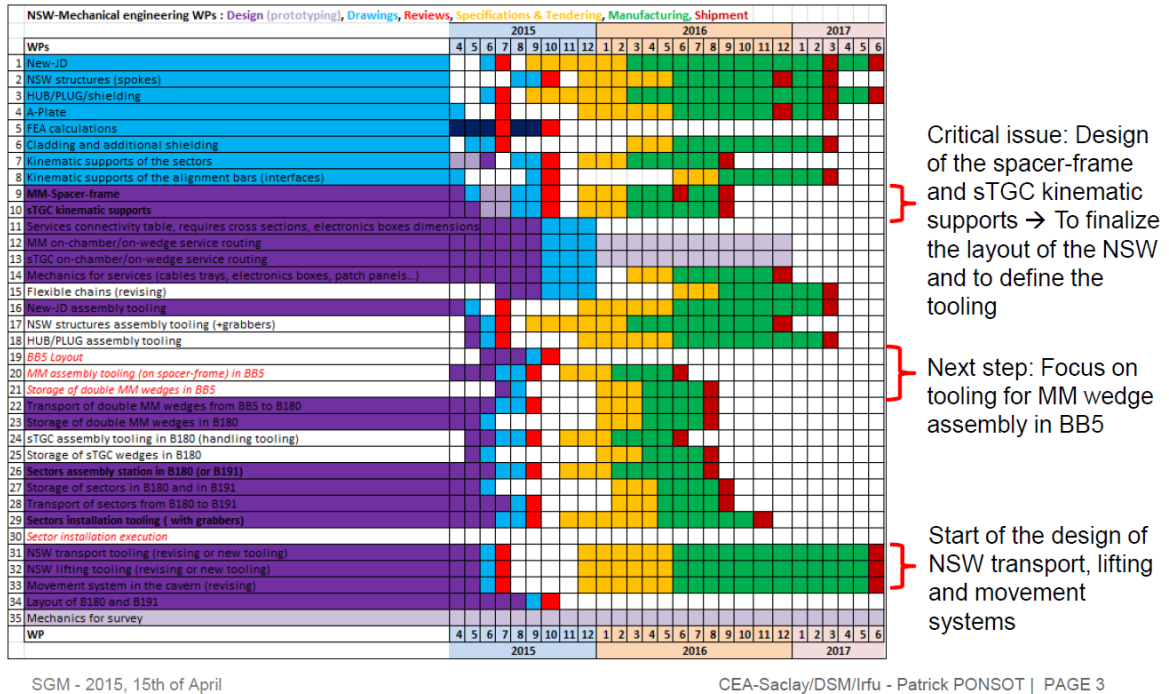 NSW-Mechanical engineering WPs : Design (prototyping), Drawings, Reviews, Specifications & Tendering, Manufacturing, Shipment
2015 2016 2017
WPs 4 5 6 7 8 9 10 11 12 1 2 3 4 5 6 7 8 9 10 11 12 1 2 3 4 5 6
1 New-JD
2 NSW structures (spokes)
3 HUB/PLUG/shielding
4 A-Plate
5 FEA calculations
6 Cladding and additional shielding
7 Kinematic supports of the sectors
8 Kinematic supports of the alignment bars (interfaces)
9 MM-Spacer-frame
10 sTGC kinematic supports
11 Services connectivity table, requires cross sections, electronics boxes dimensions
12 MM on-chamber/on-wedge service routing
13 sTGC on-chamber/on-wedge service routing
14 Mechanics for services (cables trays, electronics boxes, patch panels...)
15 Flexible chains (revising)
16 New-JD assembly tooling
17 NSW structures assembly tooling (+grabbers)
18 HUB/PLUG assembly tooling
19 BB5 Layout
20 MM assembly tooling (on spacer-frame) in BB5
21 Storage of double MM wedges in BB5
22 Transport of double MM wedges from BB5 to B180
23 Storage of double MM wedges in B180
24 sTGC assembly tooling in B180 (handling tooling)
25 Storage of sTGC wedges in B180
26 Sectors assembly station in B180 (or B191)
27 Storage of sectors in B180 and in B191
28 Transport of sectors from B180 to B191
29 Sectors installation tooling ( with grabbers)
30 Sector installation execution
31 NSW transport tooling (revising or new tooling)
32 NSW lifting tooling (revising or new tooling)
33 Movement system in the cavern (revising)
34 Layout of B180 and B191
35 Mechanics for survey
WP 4 5 6 7 8 9 10 11 12 1 2 3 4 5 6 7 8 9 10 11 12 1 2 3 4 5 6
2015 2016 2017
Critical issue: Design
of the spacer-frame
and sTGC kinematic
supports → To finalize
the layout of the NSW
and to define the
tooling
Next step: Focus on
tooling for MM wedge
assembly in BB5
Start of the design of
NSW transport, lifting
and movement
systems
SGM - 2015, 15th of April
CEA-Saclay/DSM/Irfu - Patrick PONSOT | PAGE 3